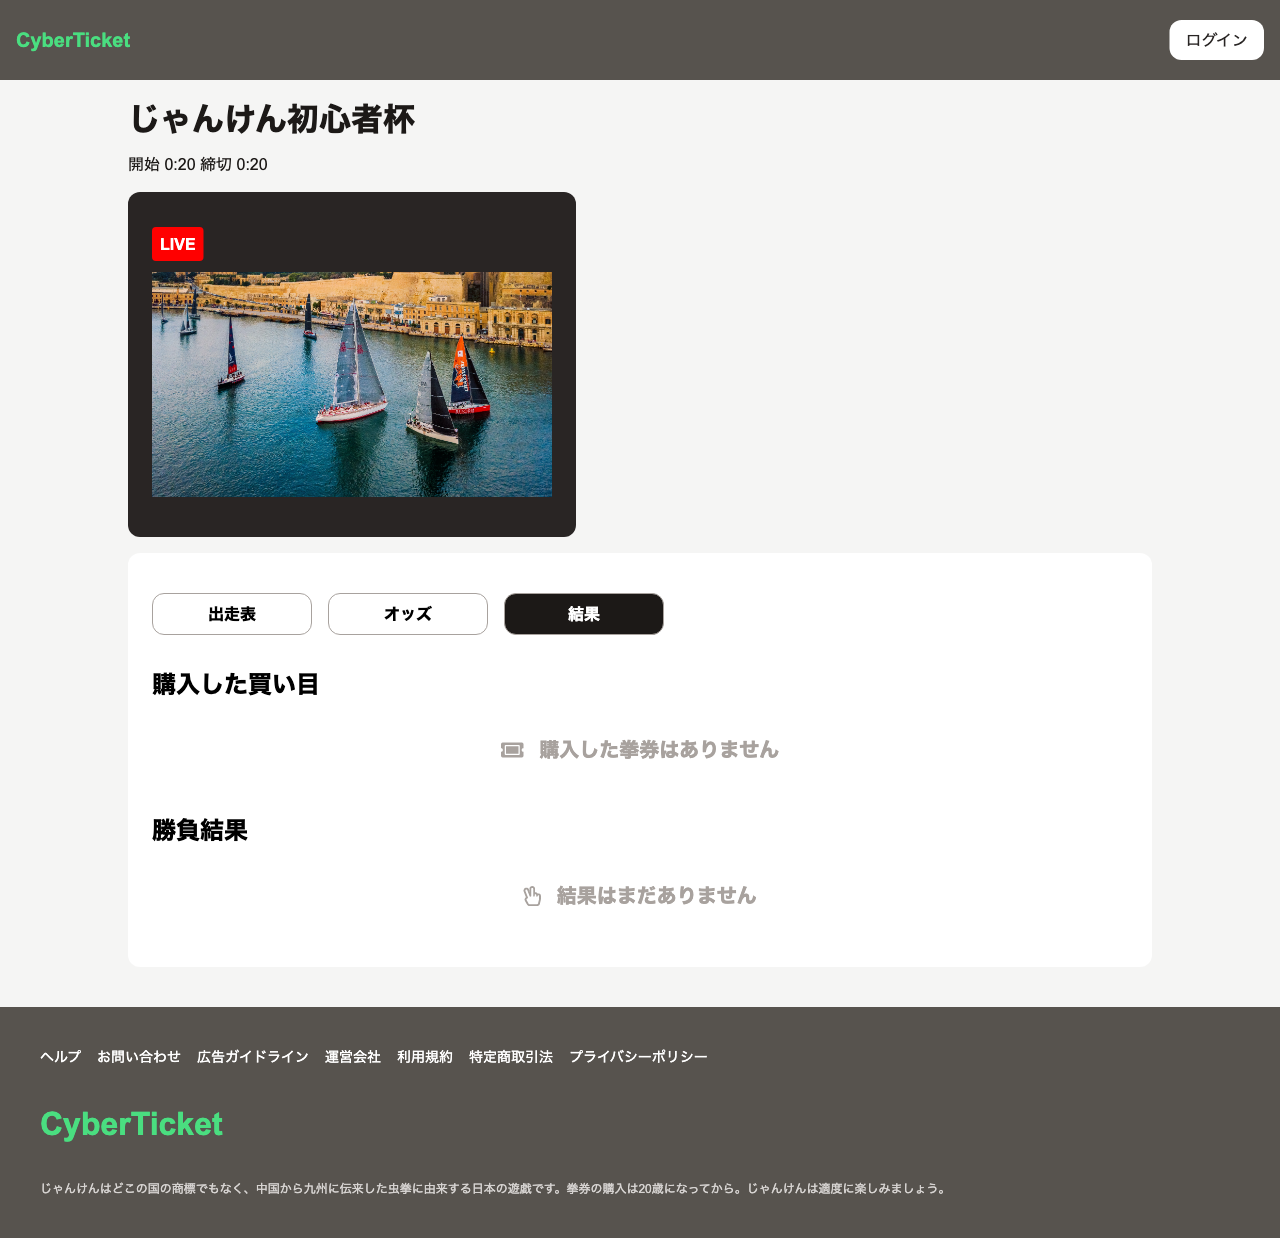 CyberTicket
ログイン
じゃんけん初心者杯
開始 0:20 締切 0:20
LIVE
出走表
オッズ
結果
購入した買い目
購入した拳券はありません
勝負結果
結果はまだありません
ヘルプ お問い合わせ 広告ガイドライン 運営会社 利用規約 特定商取引法 プライバシーポリシー
CyberTicket
じゃんけんはどこの国の商標でもなく、中国から九州に伝来した虫拳に由来する日本の遊戯です。拳券の購入は20歳になってから。じゃんけんは適度に楽しみましょう。